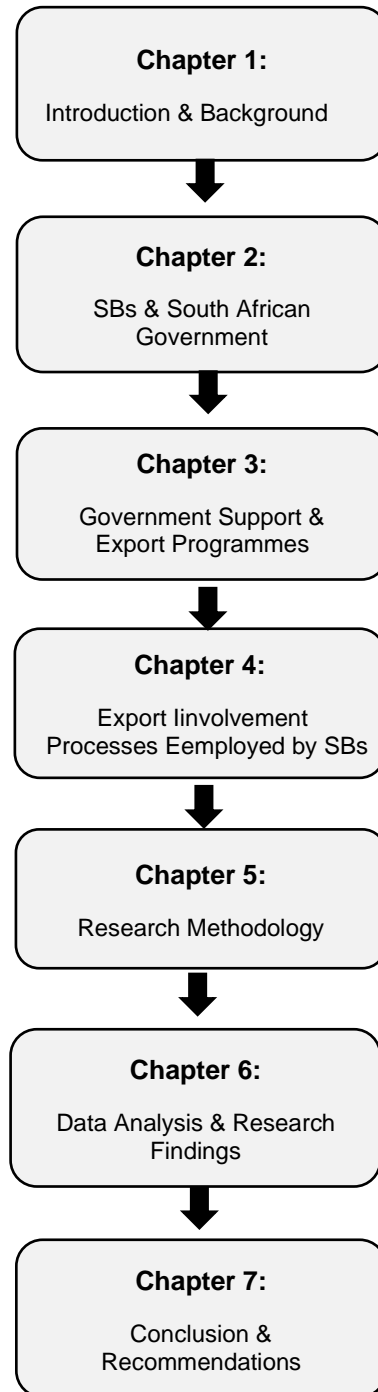 Chapter 1:
Introduction & Background
Chapter 2:
SBs & South African
Government
Chapter 3:
Government Support &
Export Programmes
Chapter 4:
Export Iinvolvement
Processes Eemployed by SBs
Chapter 5:
Research Methodology
Chapter 6:
Data Analysis & Research
Findings
Chapter 7:
Conclusion &
Recommendations